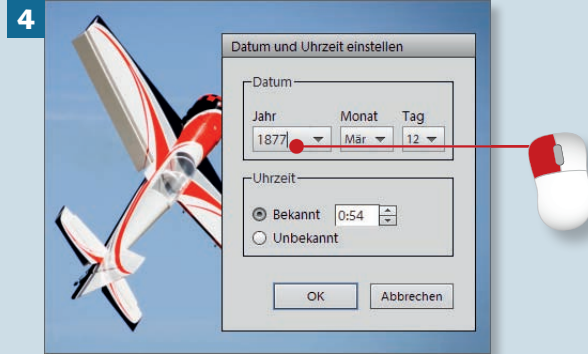 4
Datum und Uhrzeit einstellen
Datum
Jahr Monat Tag
1877 Mär 12
Uhrzeit
Bekannt 0:54
Unbekannt
OK Abbrechen